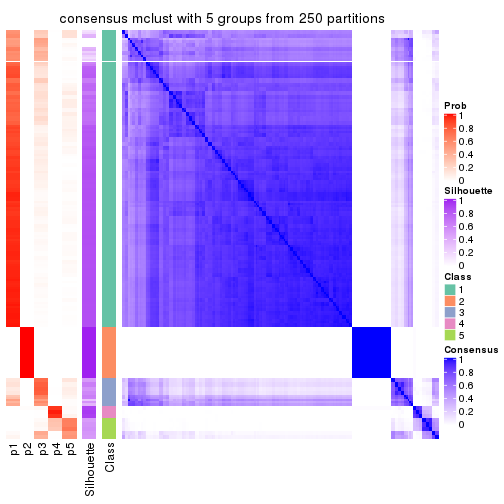 consensus mclust with 5 groups from 250 partitions
Prob
1
0.8
0.6
0.4
0.2
0
Silhouette
1
0.8
0.6
0.4
0.2
0
Class
1
2
3
4
5
Consensus
1
0.8
0.6
0.4
0.2
0
p1
p2
p3
p4
p5
Silhouette
Class